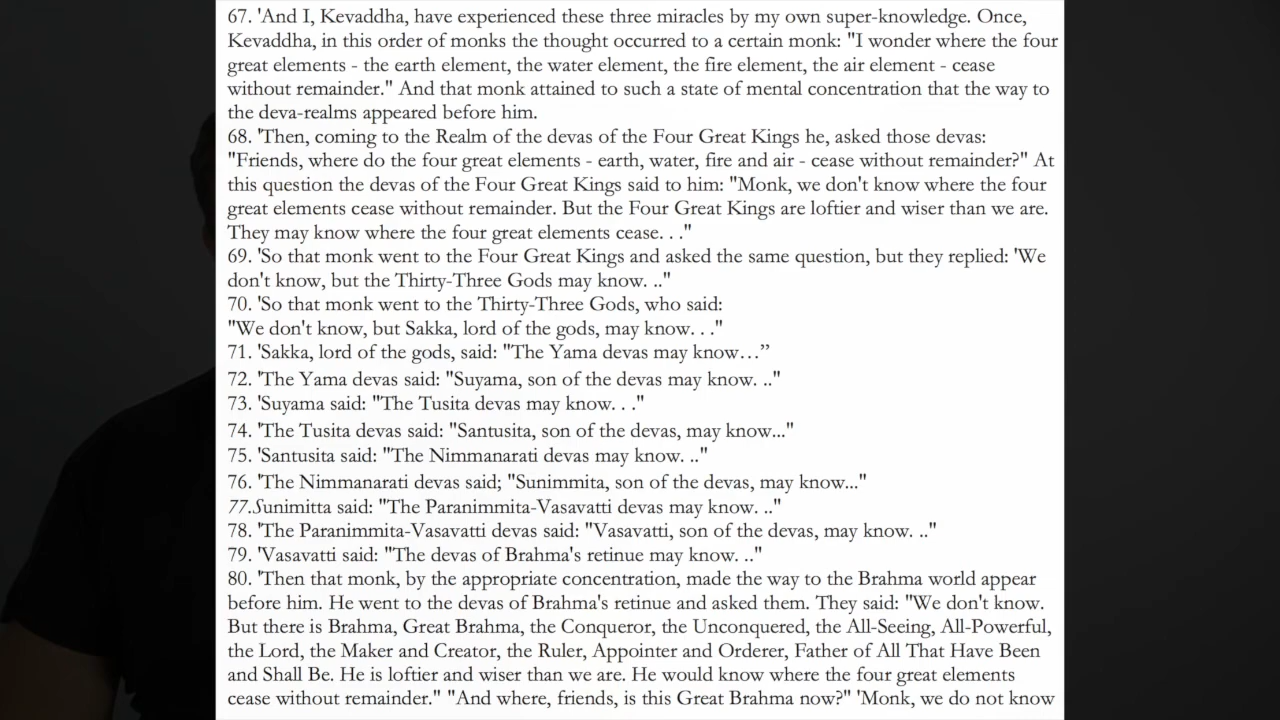 67. 'And I, Kevaddha, have experienced these three miracles by my own super-knowledge. Once,
Kevaddha, in this order of monks the thought occurred to a certain monk: "I wonder where the four
great elements - the earth element, the water element, the fire element, the air element - cease
without remainder." And that monk attained to such a state of mental concentration that the way to
the deva-realms appeared before him.
68. 'Then, coming to the Realm of the devas of the Four Great Kings he, asked those devas:
"Friends, where do the four great elements - earth, water, fire and air - cease without remainder?" At
this question the devas of the Four Great Kings said to him: "Monk, we don't know where the four
great elements cease without remainder. But the Four Great Kings are loftier and wiser than we are.
They may know where the four great elements cease. . ."
69. 'So that monk went to the Four Great Kings and asked the same question, but they replied: 'We
don't know, but the Thirty-Three Gods may know. .."
70. 'So that monk went to the Thirty-Three Gods, who said:
"We don't know, but Sakka, lord of the gods, may know. . ."
71. 'Sakka, lord of the gods, said: "The Yama devas may know…”
72. 'The Yama devas said: "Suyama, son of the devas may know. .."
73. 'Suyama said: "The Tusita devas may know. . ."
74. 'The Tusita devas said: "Santusita, son of the devas, may know..."
75. 'Santusita said: "The Nimmanarati devas may know. .."
76. 'The Nimmanarati devas said; "Sunimmita, son of the devas, may know..."
77.Sunimitta said: "The Paranimmita-Vasavatti devas may know. .."
78. 'The Paranimmita-Vasavatti devas said: "Vasavatti, son of the devas, may know. .."
79. 'Vasavatti said: "The devas of Brahma's retinue may know. .."
80. 'Then that monk, by the appropriate concentration, made the way to the Brahma world appear
before him. He went to the devas of Brahma's retinue and asked them. They said: "We don't know.
But there is Brahma, Great Brahma, the Conqueror, the Unconquered, the All-Seeing, All-Powerful,
the Lord, the Maker and Creator, the Ruler, Appointer and Orderer, Father of All That Have Been
and Shall Be. He is loftier and wiser than we are. He would know where the four great elements
cease without remainder." "And where, friends, is this Great Brahma now?" 'Monk, we do not know